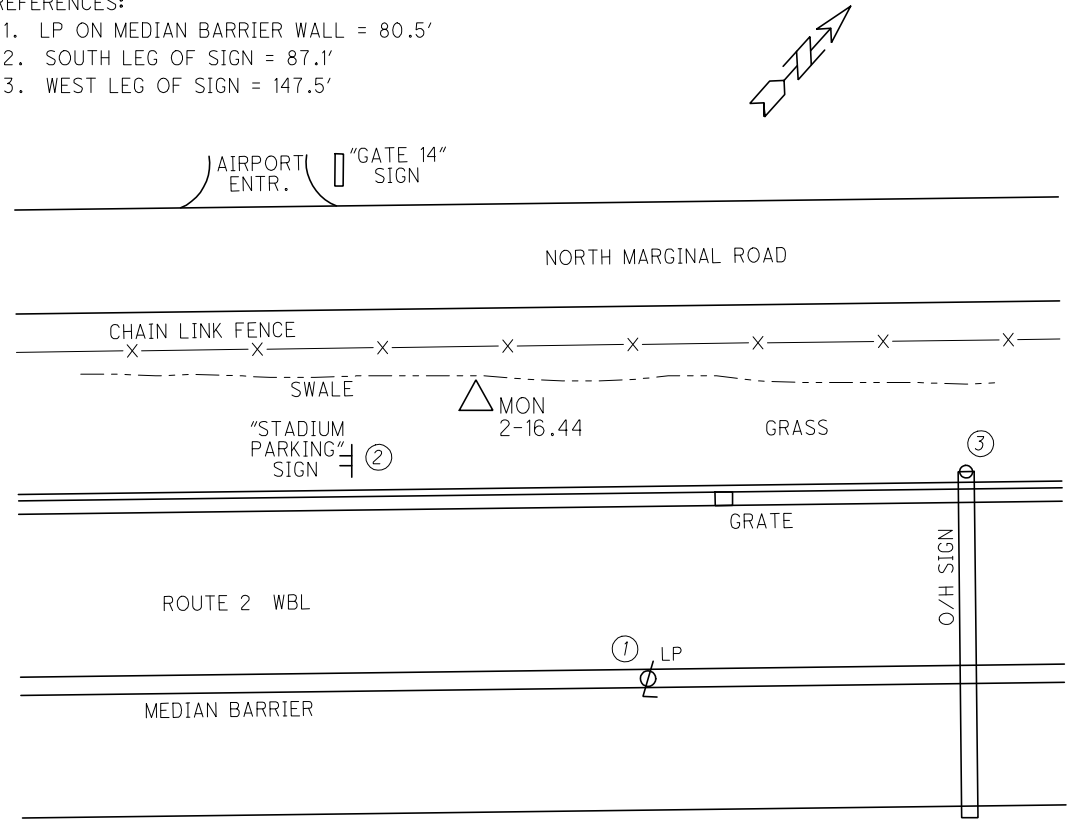 REFERENCES:
1. LP ON MEDIAN BARRIER WALL = 80.5'
2. SOUTH LEG OF SIGN = 87.1'
3. WEST LEG OF SIGN = 147.5'
AIRPORT
ENTR.
"GATE 14"
SIGN
NORTH MARGINAL ROAD
CHAIN LINK FENCE
X X X X X X X X
SWALE
MON
2-16.44
"STADIUM
PARKING"
SIGN
2
GRASS
3
GRATE
O/H SIGN
ROUTE 2 WBL
1
LP
MEDIAN BARRIER